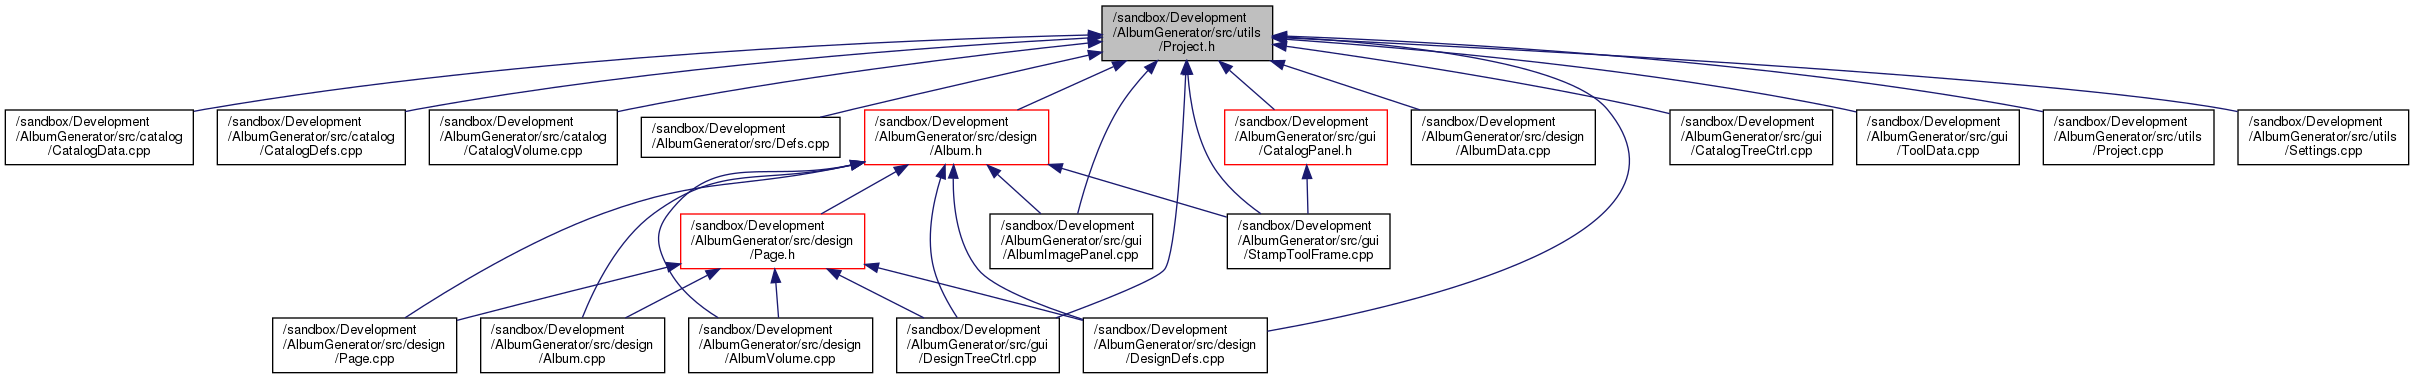 /sandbox/Development
/AlbumGenerator/src/utils
/Project.h
/sandbox/Development
/AlbumGenerator/src/catalog
/CatalogData.cpp
/sandbox/Development
/AlbumGenerator/src/catalog
/CatalogDefs.cpp
/sandbox/Development
/AlbumGenerator/src/catalog
/CatalogVolume.cpp
/sandbox/Development
/AlbumGenerator/src/Defs.cpp
/sandbox/Development
/AlbumGenerator/src/design
/Album.h
/sandbox/Development
/AlbumGenerator/src/gui
/CatalogPanel.h
/sandbox/Development
/AlbumGenerator/src/design
/AlbumData.cpp
/sandbox/Development
/AlbumGenerator/src/gui
/CatalogTreeCtrl.cpp
/sandbox/Development
/AlbumGenerator/src/gui
/ToolData.cpp
/sandbox/Development
/AlbumGenerator/src/utils
/Project.cpp
/sandbox/Development
/AlbumGenerator/src/utils
/Settings.cpp
/sandbox/Development
/AlbumGenerator/src/design
/Page.h
/sandbox/Development
/AlbumGenerator/src/gui
/AlbumImagePanel.cpp
/sandbox/Development
/AlbumGenerator/src/gui
/StampToolFrame.cpp
/sandbox/Development
/AlbumGenerator/src/design
/Page.cpp
/sandbox/Development
/AlbumGenerator/src/design
/Album.cpp
/sandbox/Development
/AlbumGenerator/src/design
/AlbumVolume.cpp
/sandbox/Development
/AlbumGenerator/src/gui
/DesignTreeCtrl.cpp
/sandbox/Development
/AlbumGenerator/src/design
/DesignDefs.cpp